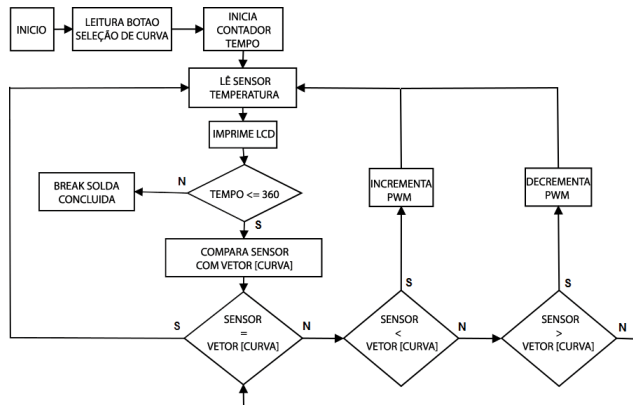 INICIO
LEITURA BOTAO
SELEÇÃO DE CURVA
INICIA
CONTADOR
TEMPO
LÊ SENSOR
TEMPERATURA
IMPRIME LCD
TEMPO <= 360
N
BREAK SOLDA
CONCLUIDA
S
INCREMENTA
PWM
DECREMENTA
PWM
COMPARA SENSOR
COM VETOR [CURVA]
S
SENSOR
=
VETOR [CURVA]
N
S
SENSOR
<
VETOR [CURVA]
N
S
SENSOR
>
VETOR [CURVA]
N